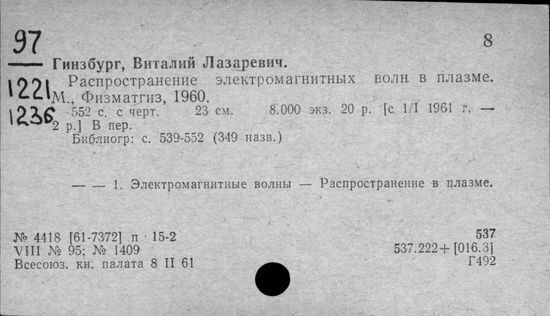 97
8
Гинзбург, Виталий Лазаревич.
1221
Распространение электромагнитных волн в плазме.
М., Физматгиз, 1960.
1236
552 с. с черт. 23 см. 8.000 экз. 20 р. [с 1/I 1961 г. —
2 р.] В пер.
Библиогр: с. 539-552 (349 назв.)
— — 1. Электромагнитные волны — Распространение в плазме.
№ 4418 [61-7372] п 15-2
537
VIII № 95; № 1409
537.222+[016.3]
Всесоюз. кн. палата 8 II 61
Г492